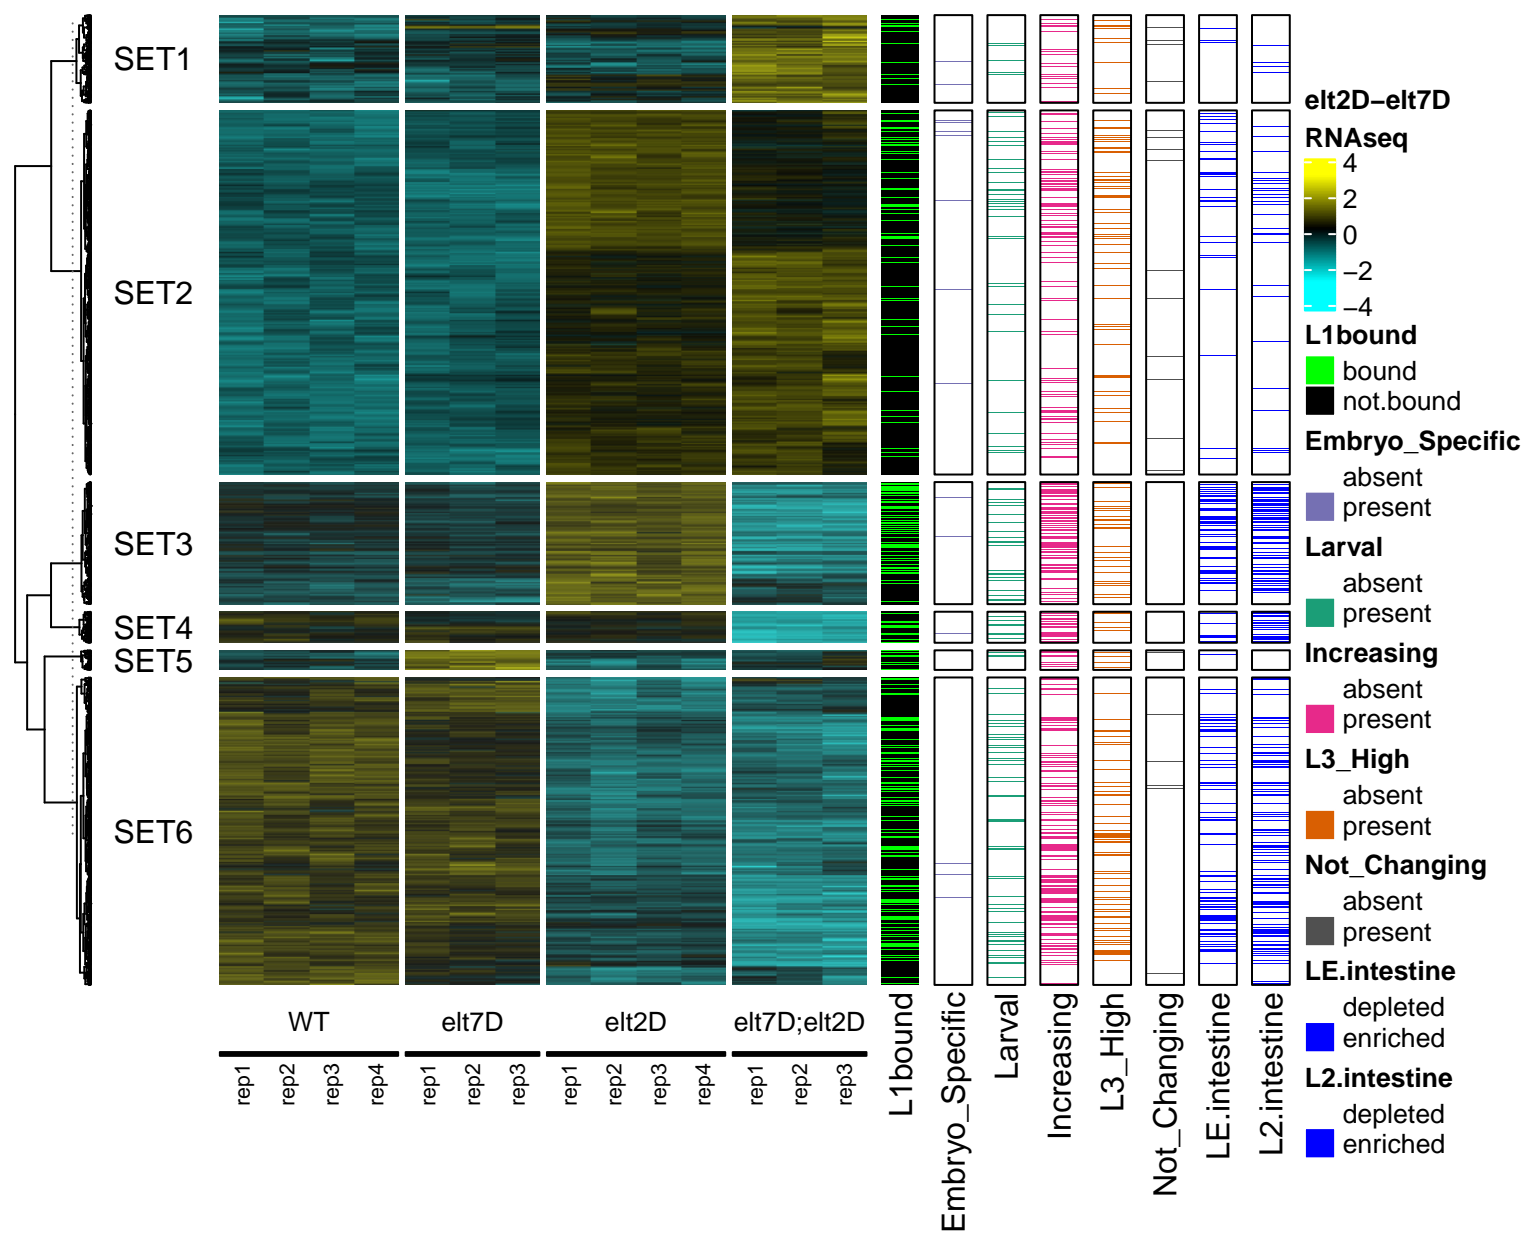 SET1
SET2
SET3
SET4
SET5
SET6
WT
elt7D
elt2D
elt7D;elt2D
rep1
rep2
rep3
rep4
rep1
rep2
rep3
rep1
rep2
rep3
rep4
rep1
rep2
rep3
L1bound
Embryo_Specific
Larval
Increasing
L3_High
Not_Changing
LE.intestine
L2.intestine
elt2D−elt7D
RNAseq
4
2
0
−2
−4
L1bound
bound
not.bound
Embryo_Specific
absent
present
Larval
absent
present
Increasing
absent
present
L3_High
absent
present
Not_Changing
absent
present
LE.intestine
depleted
enriched
L2.intestine
depleted
enriched